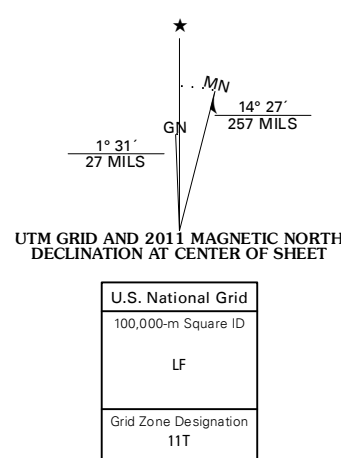 ★
MN
GN
14° 27´
257 MILS
1° 31´
27 MILS
UTM GRID AND 2011 MAGNETIC NORTH
DECLINATION AT CENTER OF SHEET
U.S. National Grid
100,000-m Square ID
LF
Grid Zone Designation
11T